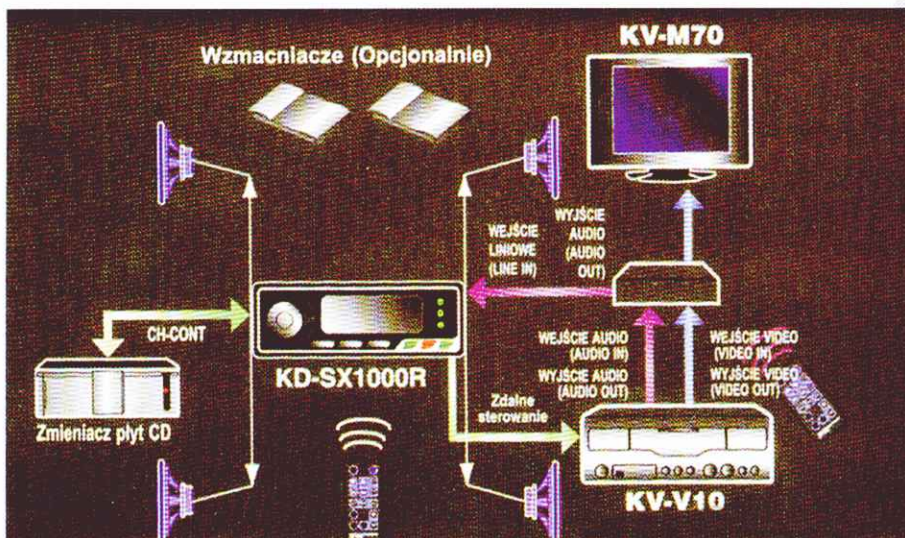 Wzmacniacze (Opcjonalnie)
KV-M70
WEJŚCIE
LINIOWE
(LINE IN)
WYJŚCIE
AUDIO
(AUDIO
OUT)
CH-CONT
KD-SX1000R
Zmieniacz płyt CD
WEJŚCIE AUDIO
(AUDIO IN)
WYJŚCIE AUDIO
(AUDIO OUT)
WEJŚCIE VIDEO
(VIDEO IN)
WYJŚCIE VIDEO
(VIDEO OUT)
Zdalne
sterowanie
KV-V10